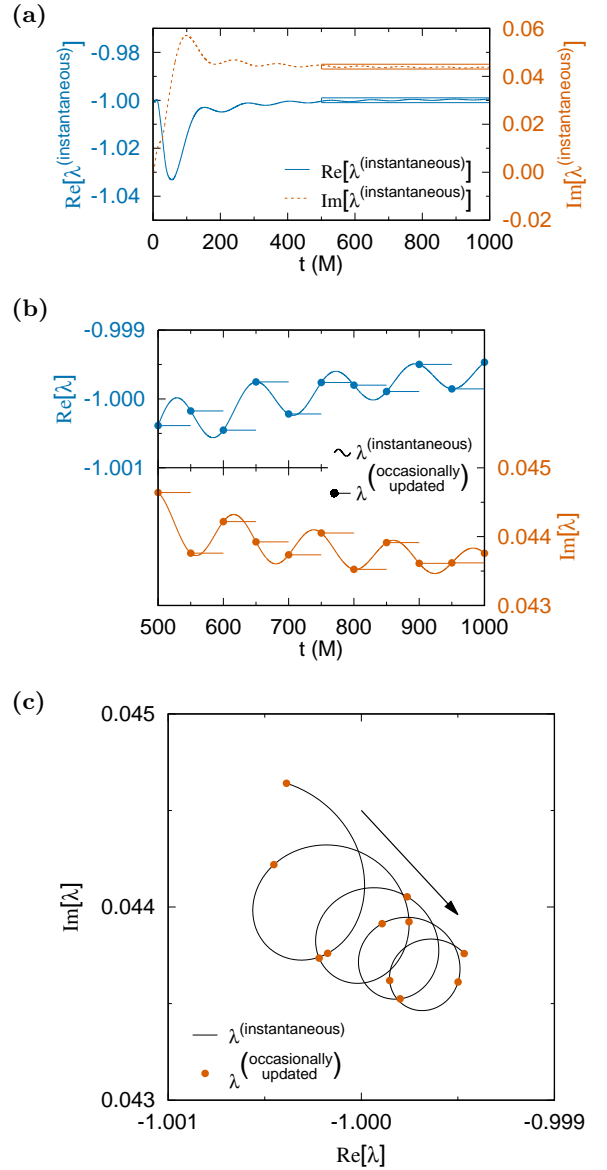 (a)
-0.98
-1.00
-1.02
-1.04
Re[λ(instantaneous)]
0.06
0.04
0.02
0.00
-0.02
Im[λ(instantaneous)]
Re[λ(instantaneous)]
Im[λ(instantaneous)]
0 200 400 600 800 1000
t (M)
(b)
-0.999
-1.000
-1.001
Re[λ]
λ(instantaneous)
λ(occasionally updated)
0.045
0.044
0.043
Im[λ]
500 600 700 800 900 1000
t (M)
(c)
0.045
0.044
0.043
Im[λ]
λ(instantaneous)
λ(occasionally updated)
-1.001 -1.000 -0.999
Re[λ]